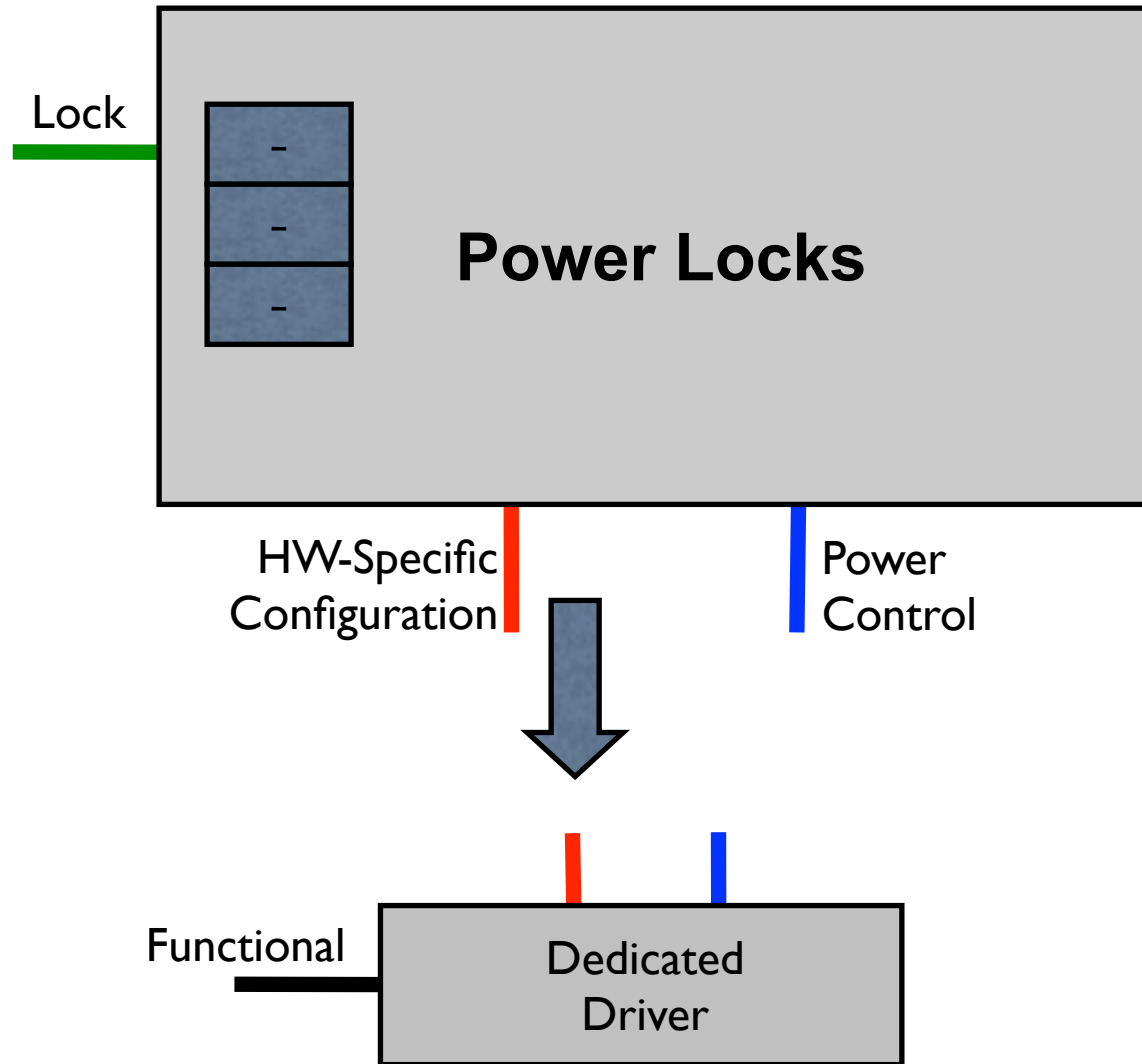 Lock
-
-
-
Power Locks
HW-Specific
Configuration
Power
Control
Functional
Dedicated
Driver